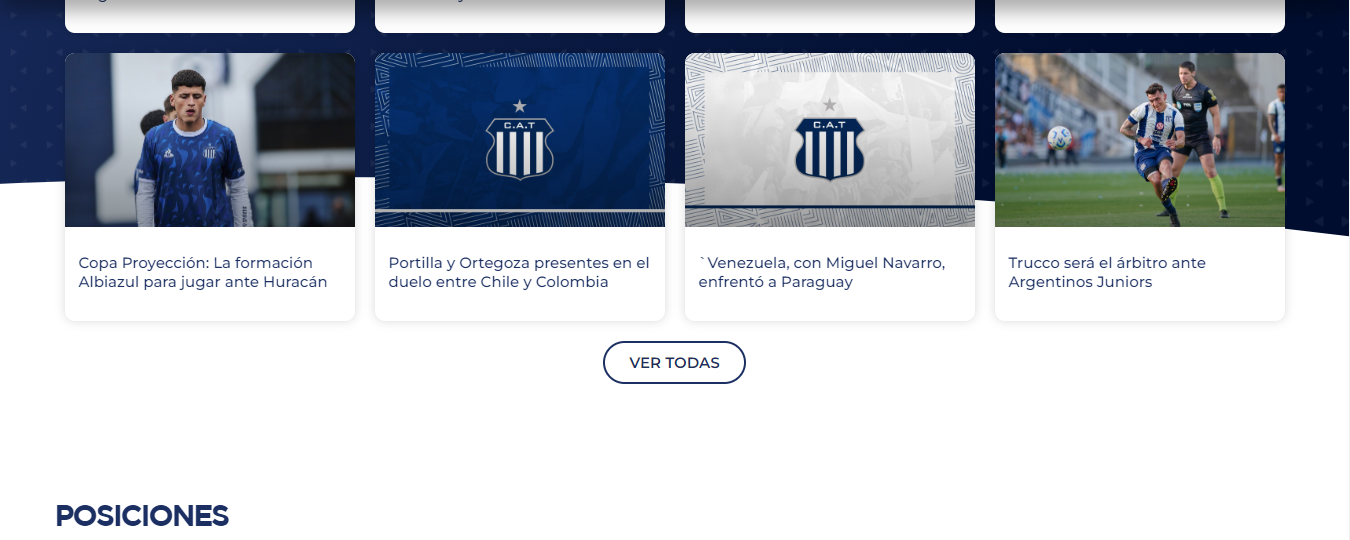 C.A.T
C.A.T
Copa Proyección: La formación
Albiazul para jugar ante Huracán
Portilla y Ortegoza presentes en el
duelo entre Chile y Colombia
`Venezuela, con Miguel Navarro,
enfrentó a Paraguay
Trucco será el árbitro ante
Argentinos Juniors
VER TODAS
POSICIONES